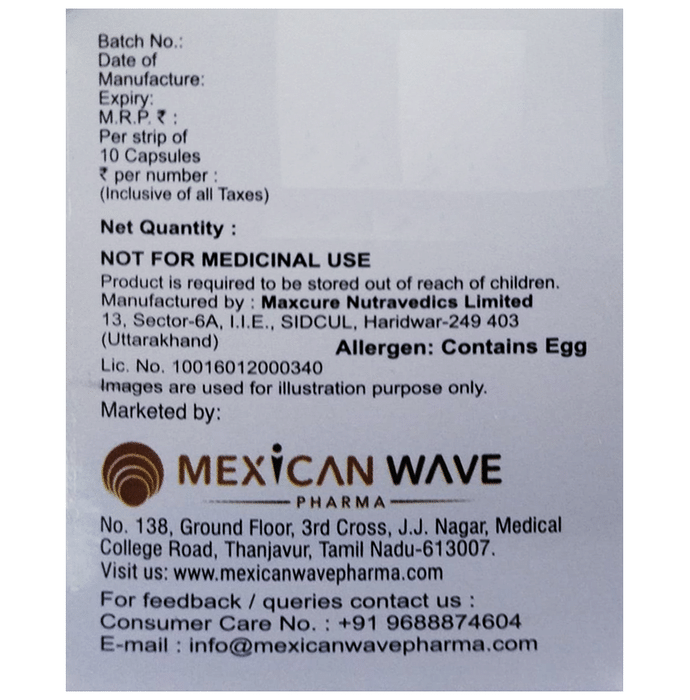 Batch No.:
Date of
Manufacture:
Expiry:
M.R.P. ₹ :
Per strip of
10 Capsules
₹ per number :
(Inclusive of all Taxes)
Net Quantity :
NOT FOR MEDICINAL USE
Product is required to be stored out of reach of children.
Manufactured by : Maxcure Nutravedics Limited
13, Sector-6A, I.I.E., SIDCUL, Haridwar-249 403
(Uttarakhand)
Allergen: Contains Egg
Lic. No. 10016012000340
Images are used for illustration purpose only.
Marketed by:
MEXICAN WAVE
PHARMA
No. 138, Ground Floor, 3rd Cross, J.J. Nagar, Medical
College Road, Thanjavur, Tamil Nadu-613007.
Visit us: www.mexicanwavepharma.com
For feedback / queries contact us :
Consumer Care No. : +91 9688874604
E-mail : info@mexicanwavepharma.com